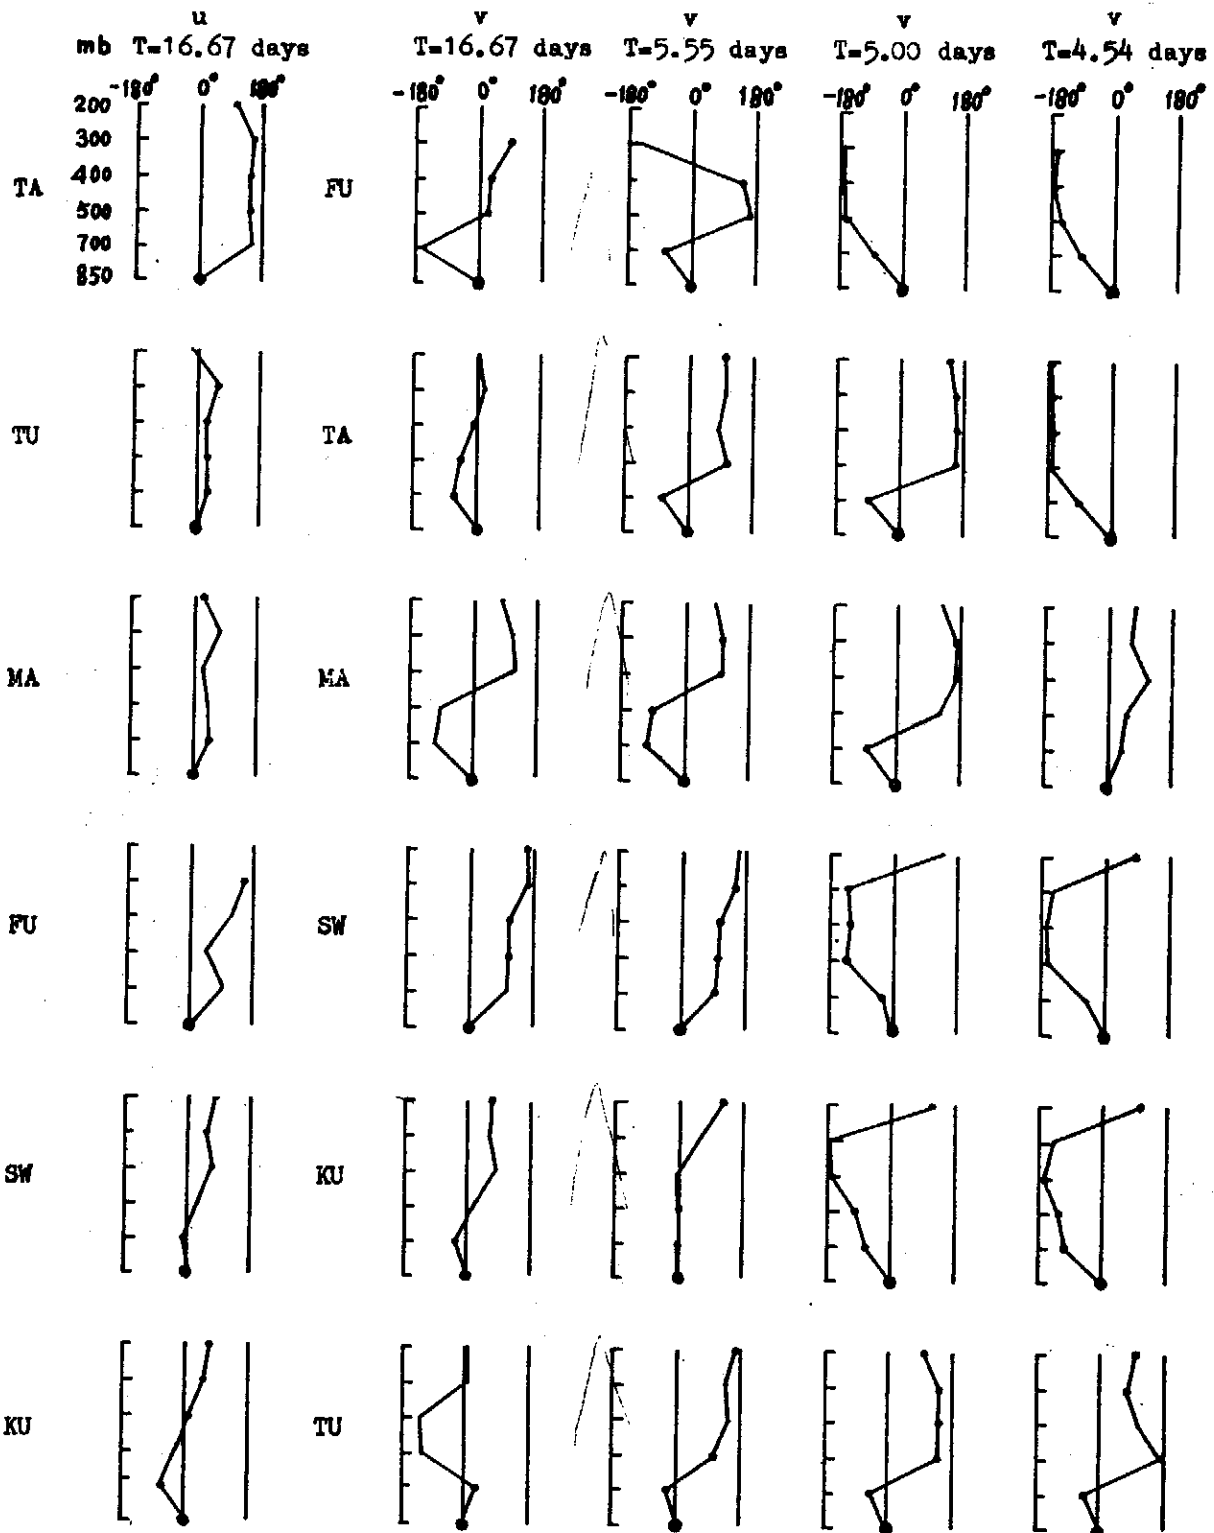 u v v v v
mb T=16.67 days T=16.67 days T=5.55 days T=5.00 days T=4.54 days
-180° 0° 180° -180° 0° 180° -180° 0° 180° -180° 0° 180° -180° 0° 180°
200
300
400
TA FU
500
700
850
TU TA
MA MA
FU SW
SW KU
KU TU